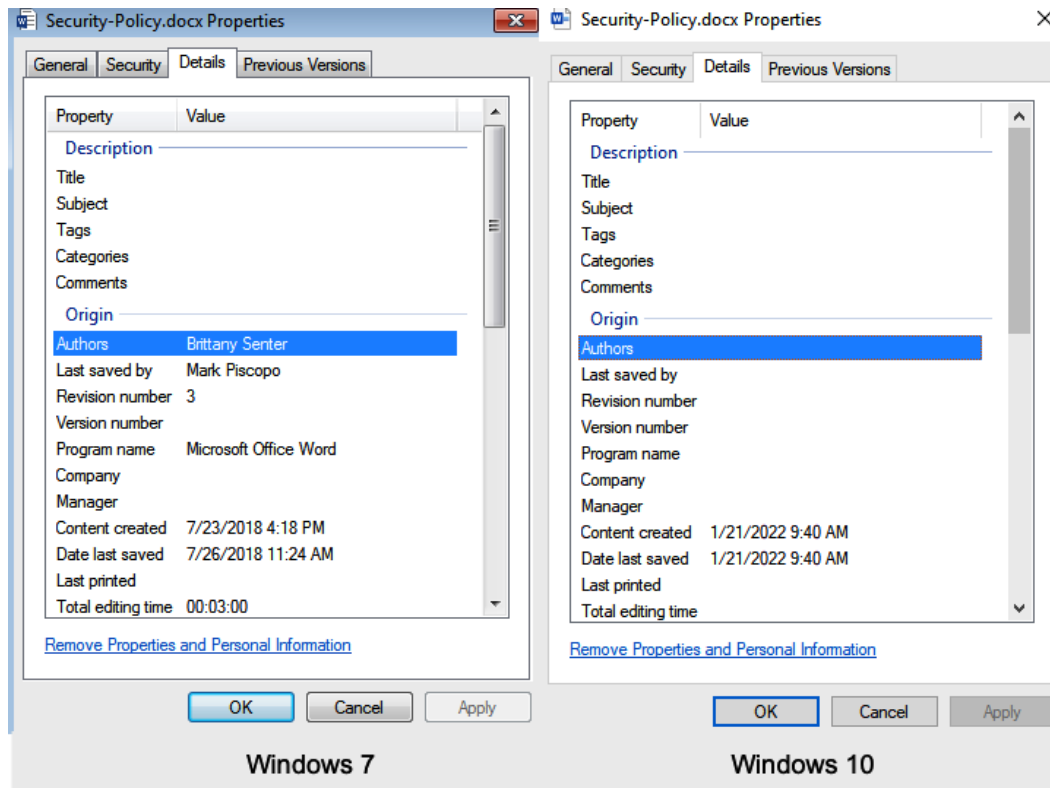 Security-Policy.docx Properties
General Security Details Previous Versions
Property Value
Description
Title
Subject
Tags
Categories
Comments
Origin
Authors Brittany Senter
Last saved by Mark Piscopo
Revision number 3
Version number
Program name Microsoft Office Word
Company
Manager
Content created 7/23/2018 4:18 PM
Date last saved 7/26/2018 11:24 AM
Last printed
Total editing time 00:03:00
Remove Properties and Personal Information
OK Cancel Apply
Windows 7
Security-Policy.docx Properties
General Security Details Previous Versions
Property Value
Description
Title
Subject
Tags
Categories
Comments
Origin
Authors
Last saved by
Revision number
Version number
Program name
Company
Manager
Content created 1/21/2022 9:40 AM
Date last saved 1/21/2022 9:40 AM
Last printed
Total editing time
Remove Properties and Personal Information
OK Cancel Apply
Windows 10